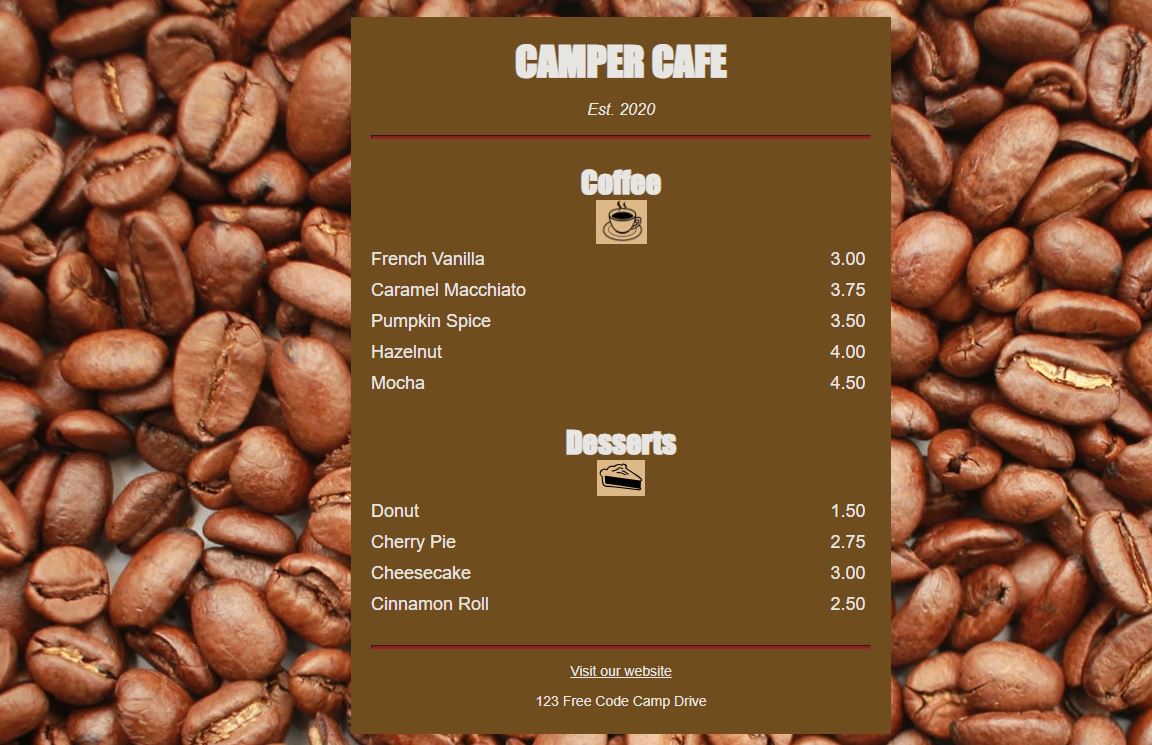 CAMPER CAFE
Est. 2020
Coffee
French Vanilla 3.00
Caramel Macchiato 3.75
Pumpkin Spice 3.50
Hazelnut 4.00
Mocha 4.50
Desserts
Donut 1.50
Cherry Pie 2.75
Cheesecake 3.00
Cinnamon Roll 2.50
Visit our website
123 Free Code Camp Drive